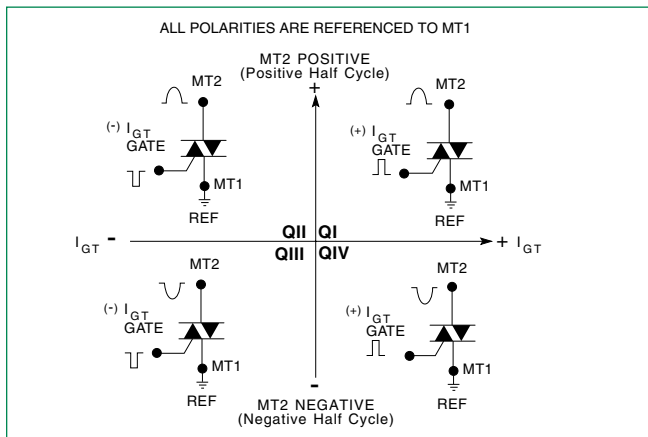 ALL POLARITIES ARE REFERENCED TO MT1
MT2 POSITIVE
(Positive Half Cycle)
+
MT2
(-) IGT
GATE
MT1
REF
MT2
(+) IGT
GATE
MT1
REF
IGT -
QII QI
QIII QIV
+ IGT
MT2
(-) IGT
GATE
MT1
REF
MT2
(+) IGT
GATE
MT1
REF
-
MT2 NEGATIVE
(Negative Half Cycle)